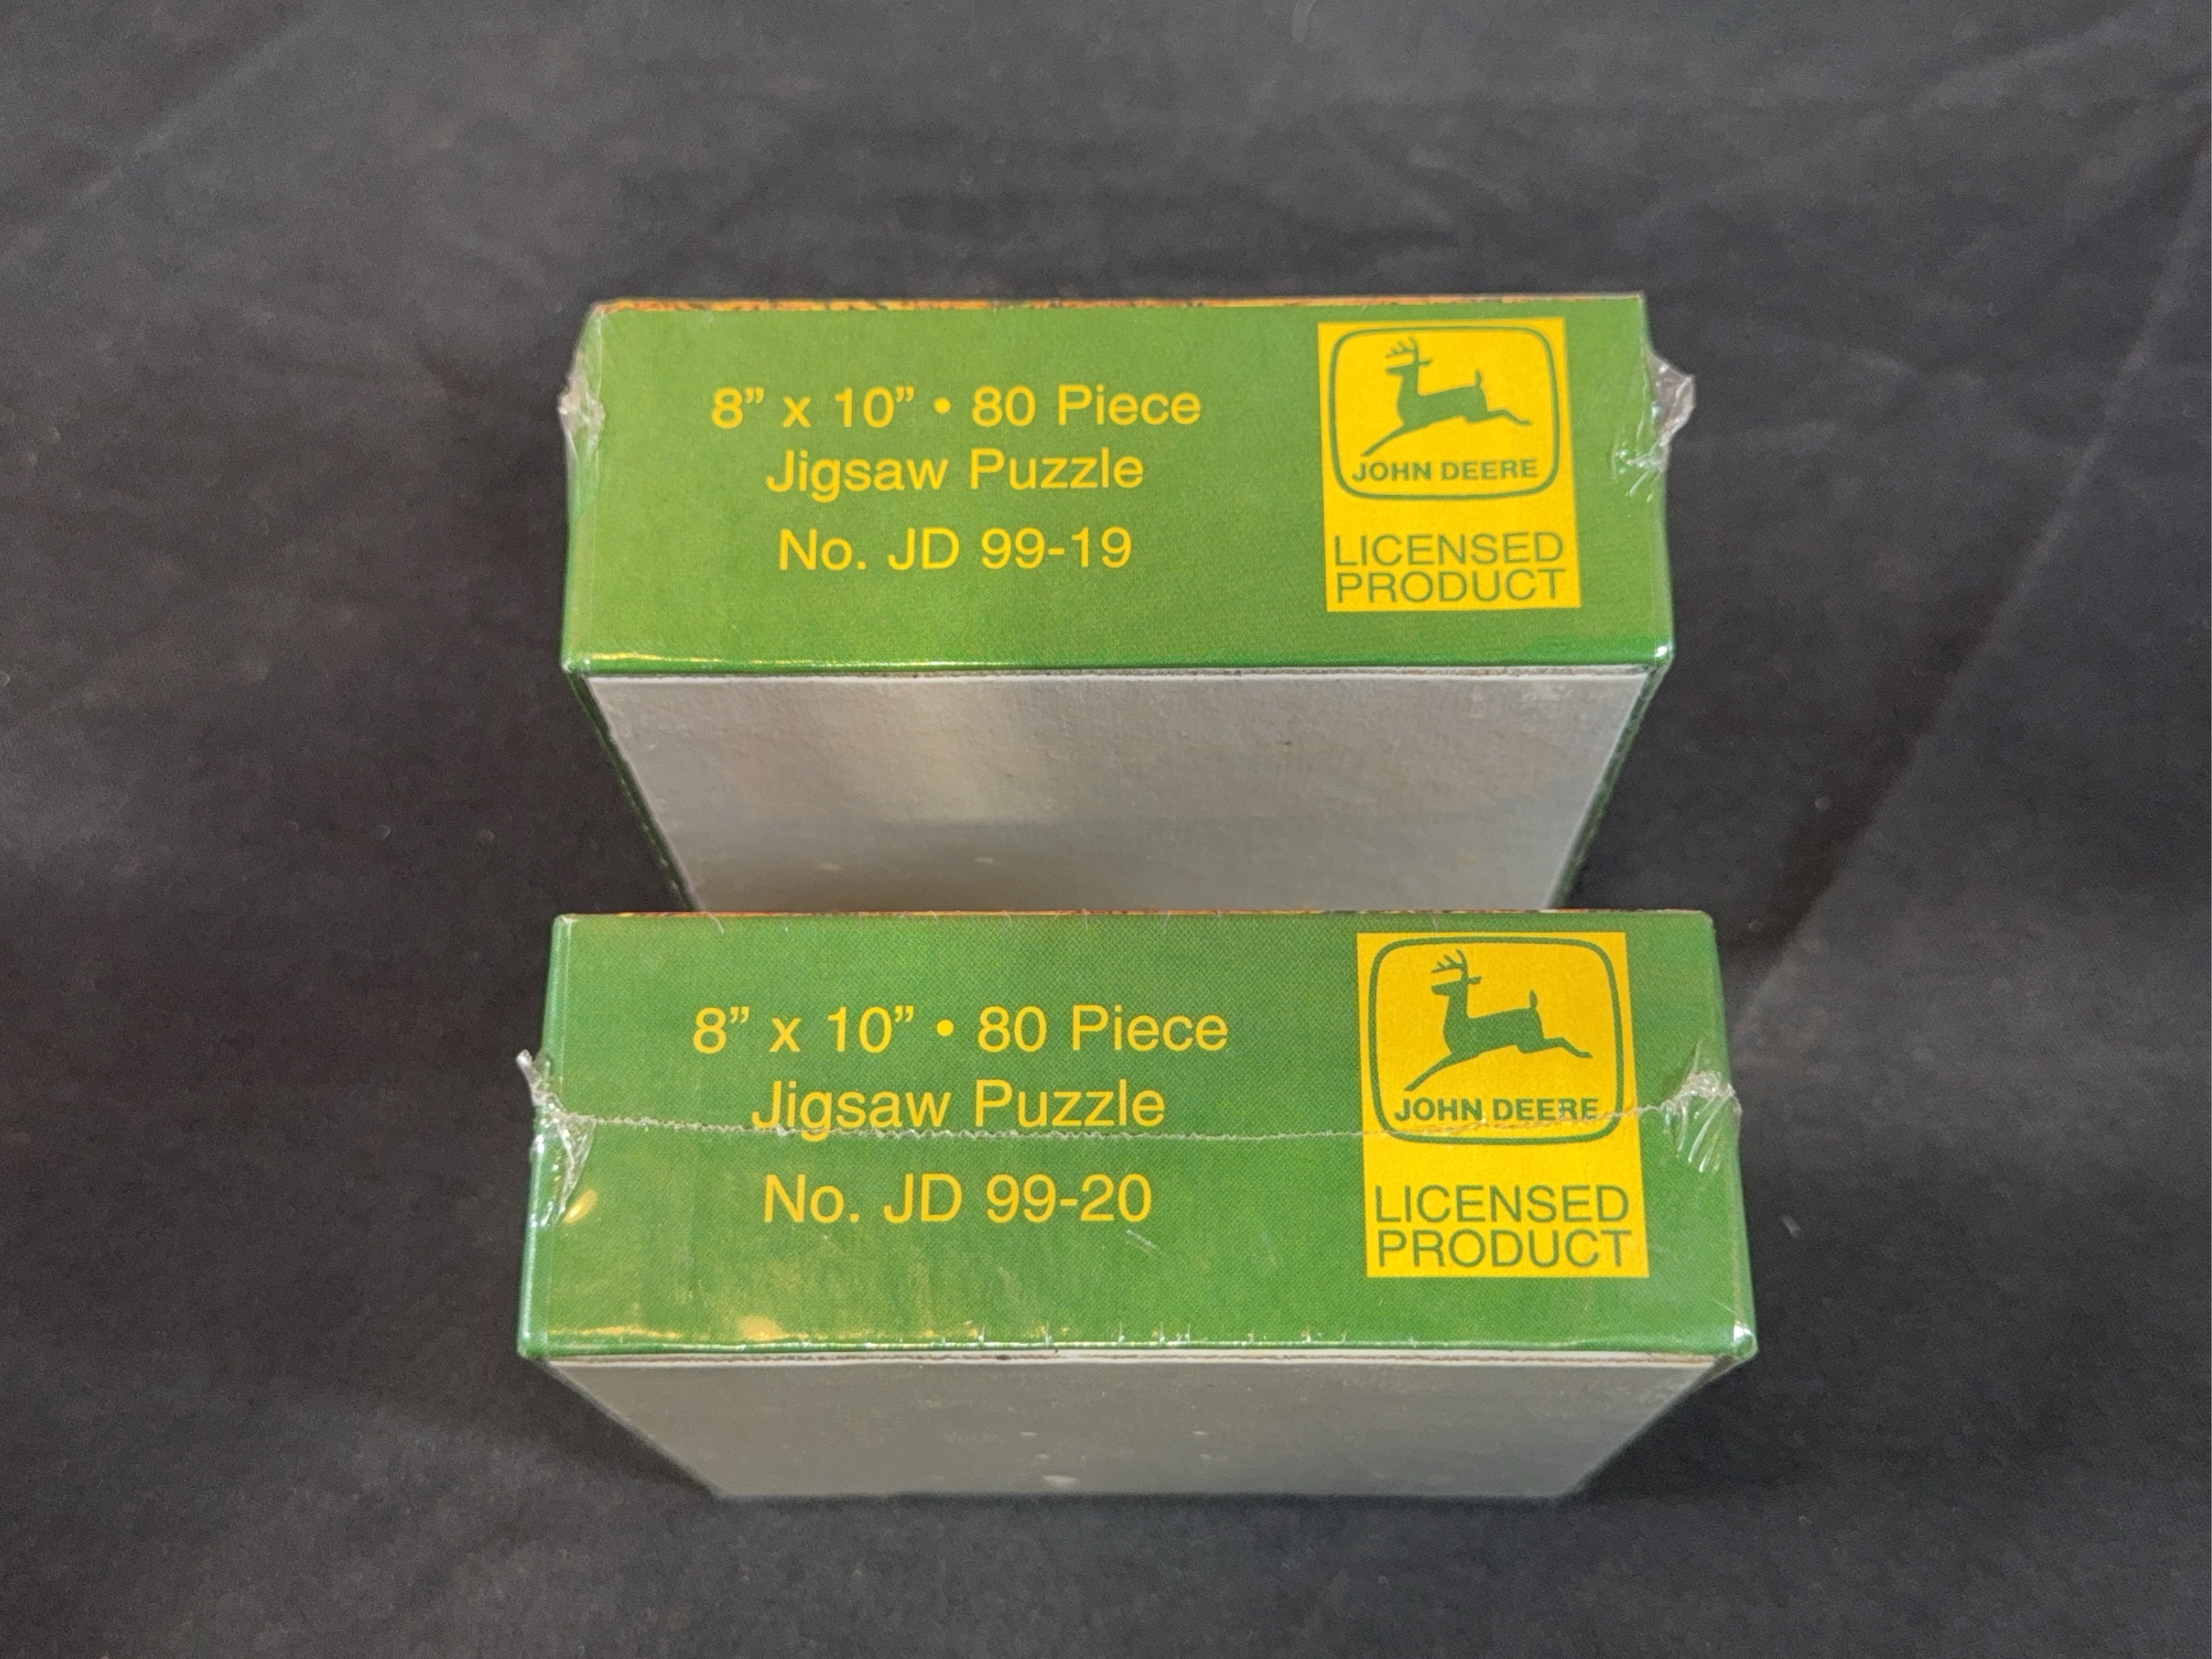 8” x 10” • 80 Piece
Jigsaw Puzzle
No. JD 99-19
JOHN DEERE
LICENSED
PRODUCT
8” x 10” • 80 Piece
Jigsaw Puzzle
No. JD 99-20
JOHN DEERE
LICENSED
PRODUCT